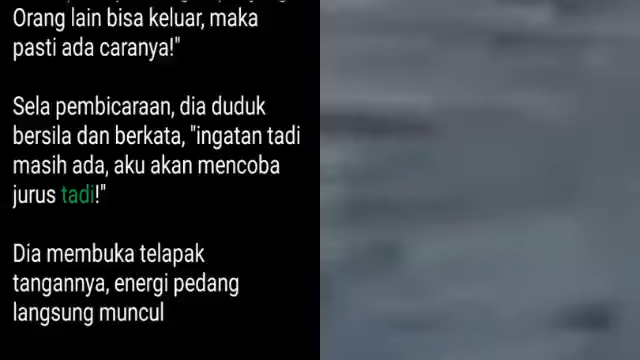 Orang lain bisa keluar, maka
pasti ada caranya!"
Sela pembicaraan, dia duduk
bersila dan berkata, "ingatan tadi
masih ada, aku akan mencoba
jurus tadi!"
Dia membuka telapak
tangannya, energi pedang
langsung muncul